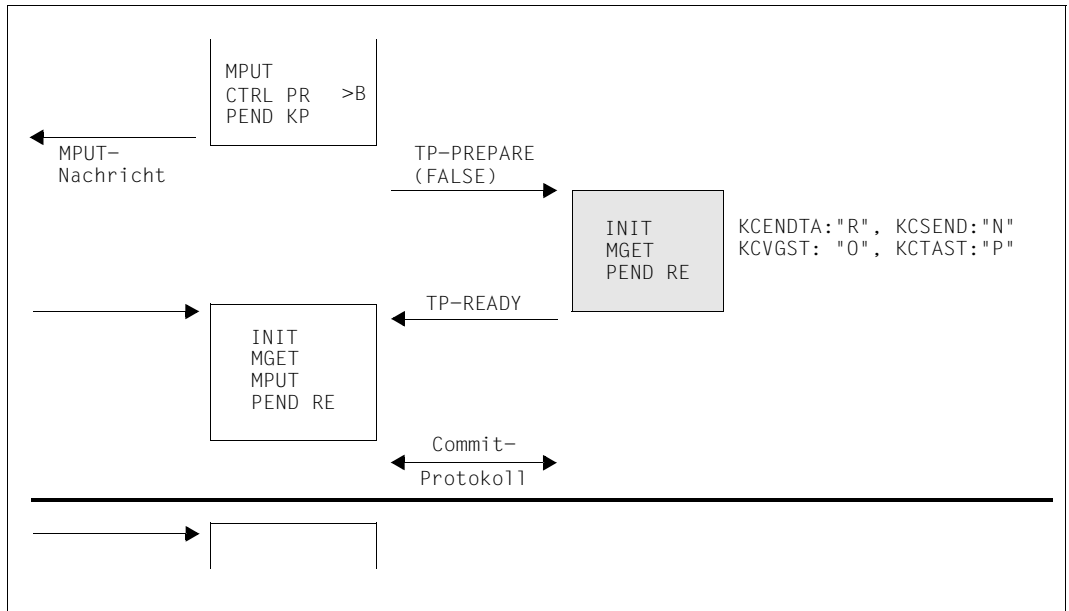 MPUT
CTRL PR >B
PEND KP
MPUT–
Nachricht
TP–PREPARE
(FALSE)
INIT
MGET
PEND RE
KCENDTA:"R", KCSEND:"N"
KCVGST: "O", KCTAST:"P"
TP–READY
INIT
MGET
MPUT
PEND RE
Commit–
Protokoll